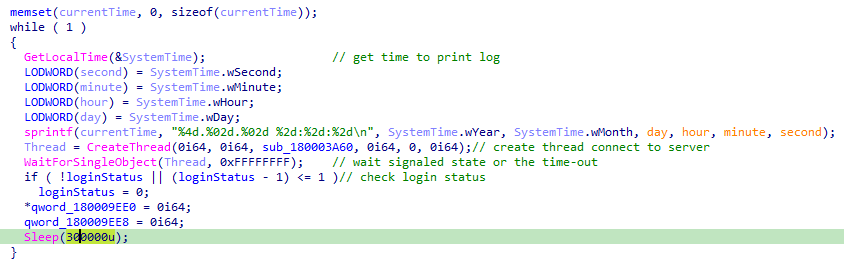 memset(currentTime, 0, sizeof(currentTime));
while ( 1 )
{
  GetLocalTime(&SystemTime);                  // get time to print log
  LODWORD(second) = SystemTime.wSecond;
  LODWORD(minute) = SystemTime.wMinute;
  LODWORD(hour) = SystemTime.wHour;
  LODWORD(day) = SystemTime.wDay;
  sprintf(currentTime, "%4d.%02d.%02d %2d:%2d:%2d\n", SystemTime.wYear, SystemTime.wMonth, day, hour, minute, second);
  Thread = CreateThread(0i64, 0i64, sub_180003A60, 0i64, 0, 0i64);// create thread connect to server
  WaitForSingleObject(Thread, 0xFFFFFFFF);    // wait signaled state or the time-out
  if ( !loginStatus || (loginStatus - 1) <= 1 )// check login status
    loginStatus = 0;
  *qword_180009EE0 = 0i64;
  qword_180009EE8 = 0i64;
  Sleep(300000u);
}